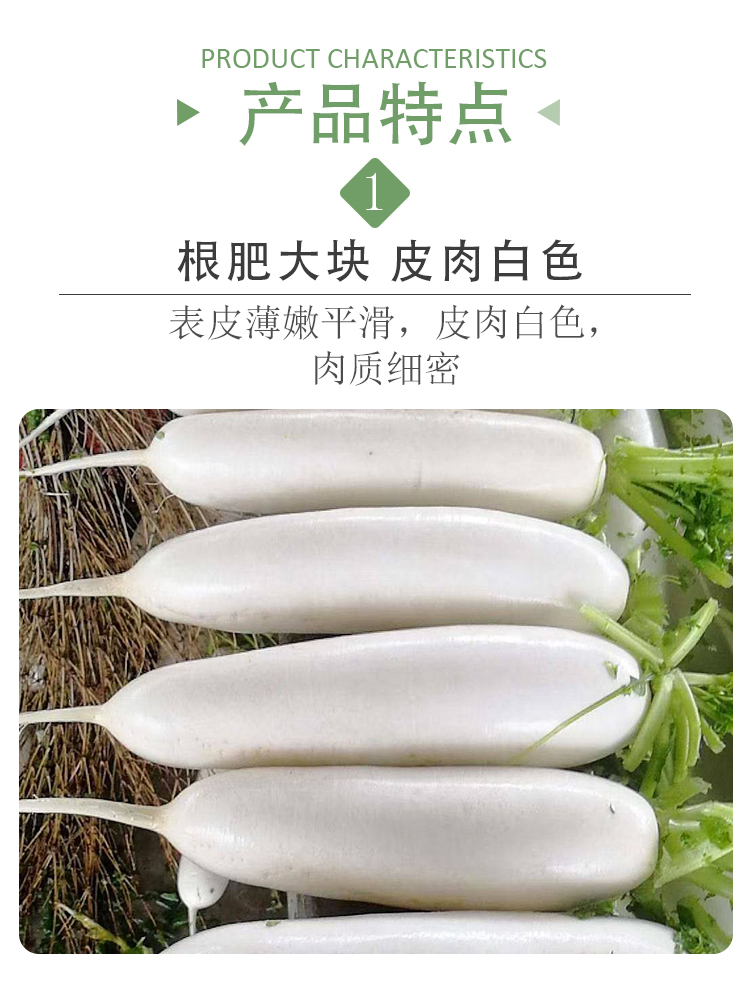 PRODUCT CHARACTERISTICS
产品特点
1
根肥大块 皮肉白色
表皮薄嫩平滑，皮肉白色，
肉质细密